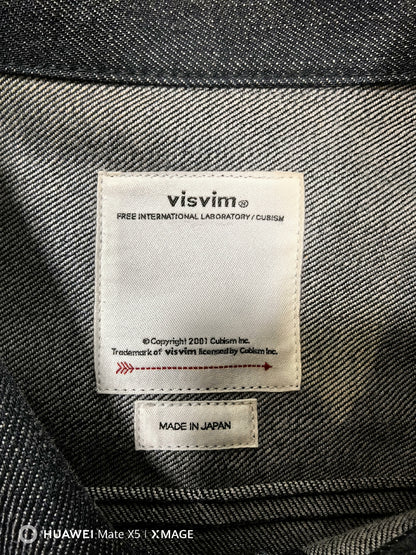 visvim®
FREE INTERNATIONAL LABORATORY / CUBISM
© Copyright 2001 Cubism Inc.
Trademark of visvim licensed by Cubism Inc.
MADE IN JAPAN
HUAWEI Mate X5 | XMAGE